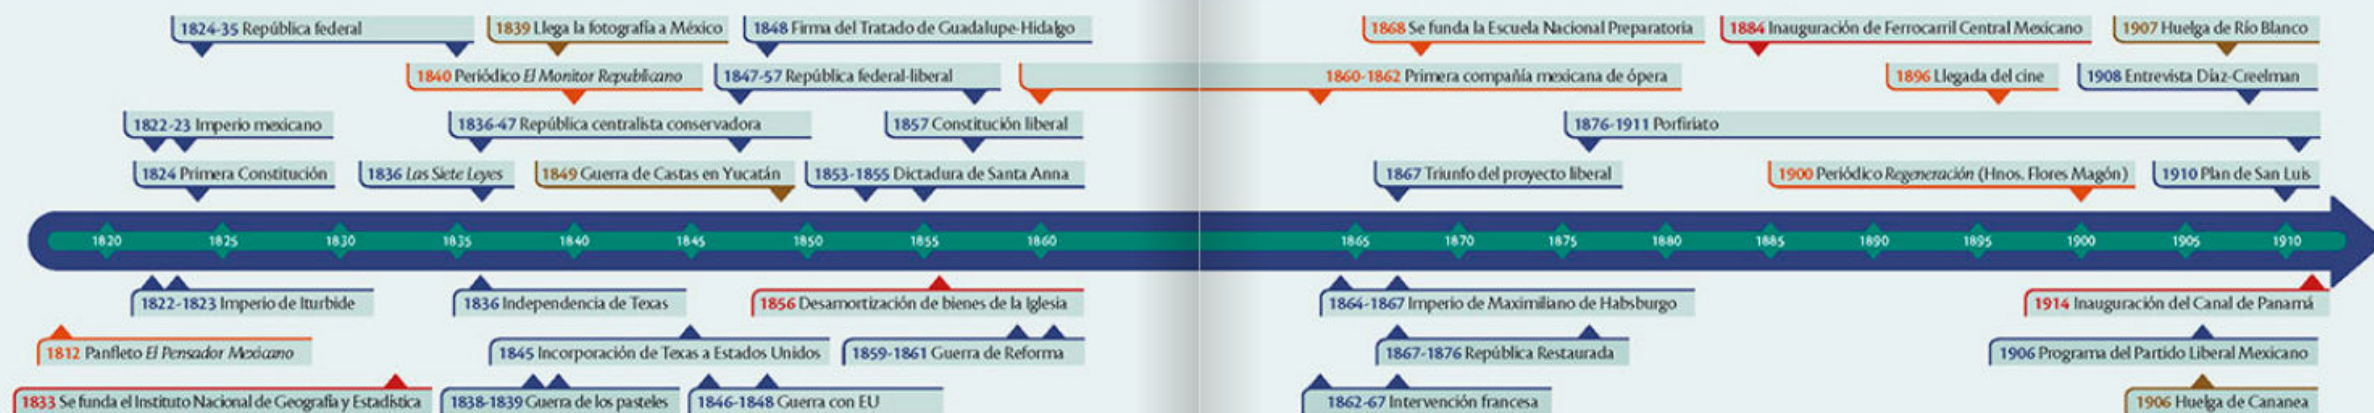 1824-35 República federal
1839 Llega la fotografía a México
1848 Firma del Tratado de Guadalupe-Hidalgo
1868 Se funda la Escuela Nacional Preparatoria
1884 Inauguración de Ferrocarril Central Mexicano
1907 Huelga de Río Blanco
1840 Periódico El Monitor Republicano
1847-57 República federal-liberal
1860-1862 Primera compañía mexicana de ópera
1896 Llegada del cine
1908 Entrevista Díaz-Creelman
1822-23 Imperio mexicano
1836-47 República centralista conservadora
1857 Constitución liberal
1876-1911 Porfiriato
1824 Primera Constitución
1836 Las Siete Leyes
1849 Guerra de Castas en Yucatán
1853-1855 Dictadura de Santa Anna
1867 Triunfo del proyecto liberal
1900 Periódico Regeneración (Hnos. Flores Magón)
1910 Plan de San Luis
1820 1825 1830 1835 1840 1845 1850 1855 1860 1865 1870 1875 1880 1885 1890 1895 1900 1905 1910
1822-1823 Imperio de Iturbide
1836 Independencia de Texas
1856 Desamortización de bienes de la Iglesia
1864-1867 Imperio de Maximiliano de Habsburgo
1914 Inauguración del Canal de Panamá
1812 Panfleto El Pensador Mexicano
1845 Incorporación de Texas a Estados Unidos
1859-1861 Guerra de Reforma
1867-1876 República Restaurada
1906 Programa del Partido Liberal Mexicano
1833 Se funda el Instituto Nacional de Geografía y Estadística
1838-1839 Guerra de los pasteles
1846-1848 Guerra con EU
1862-67 Intervención francesa
1906 Huelga de Cananea